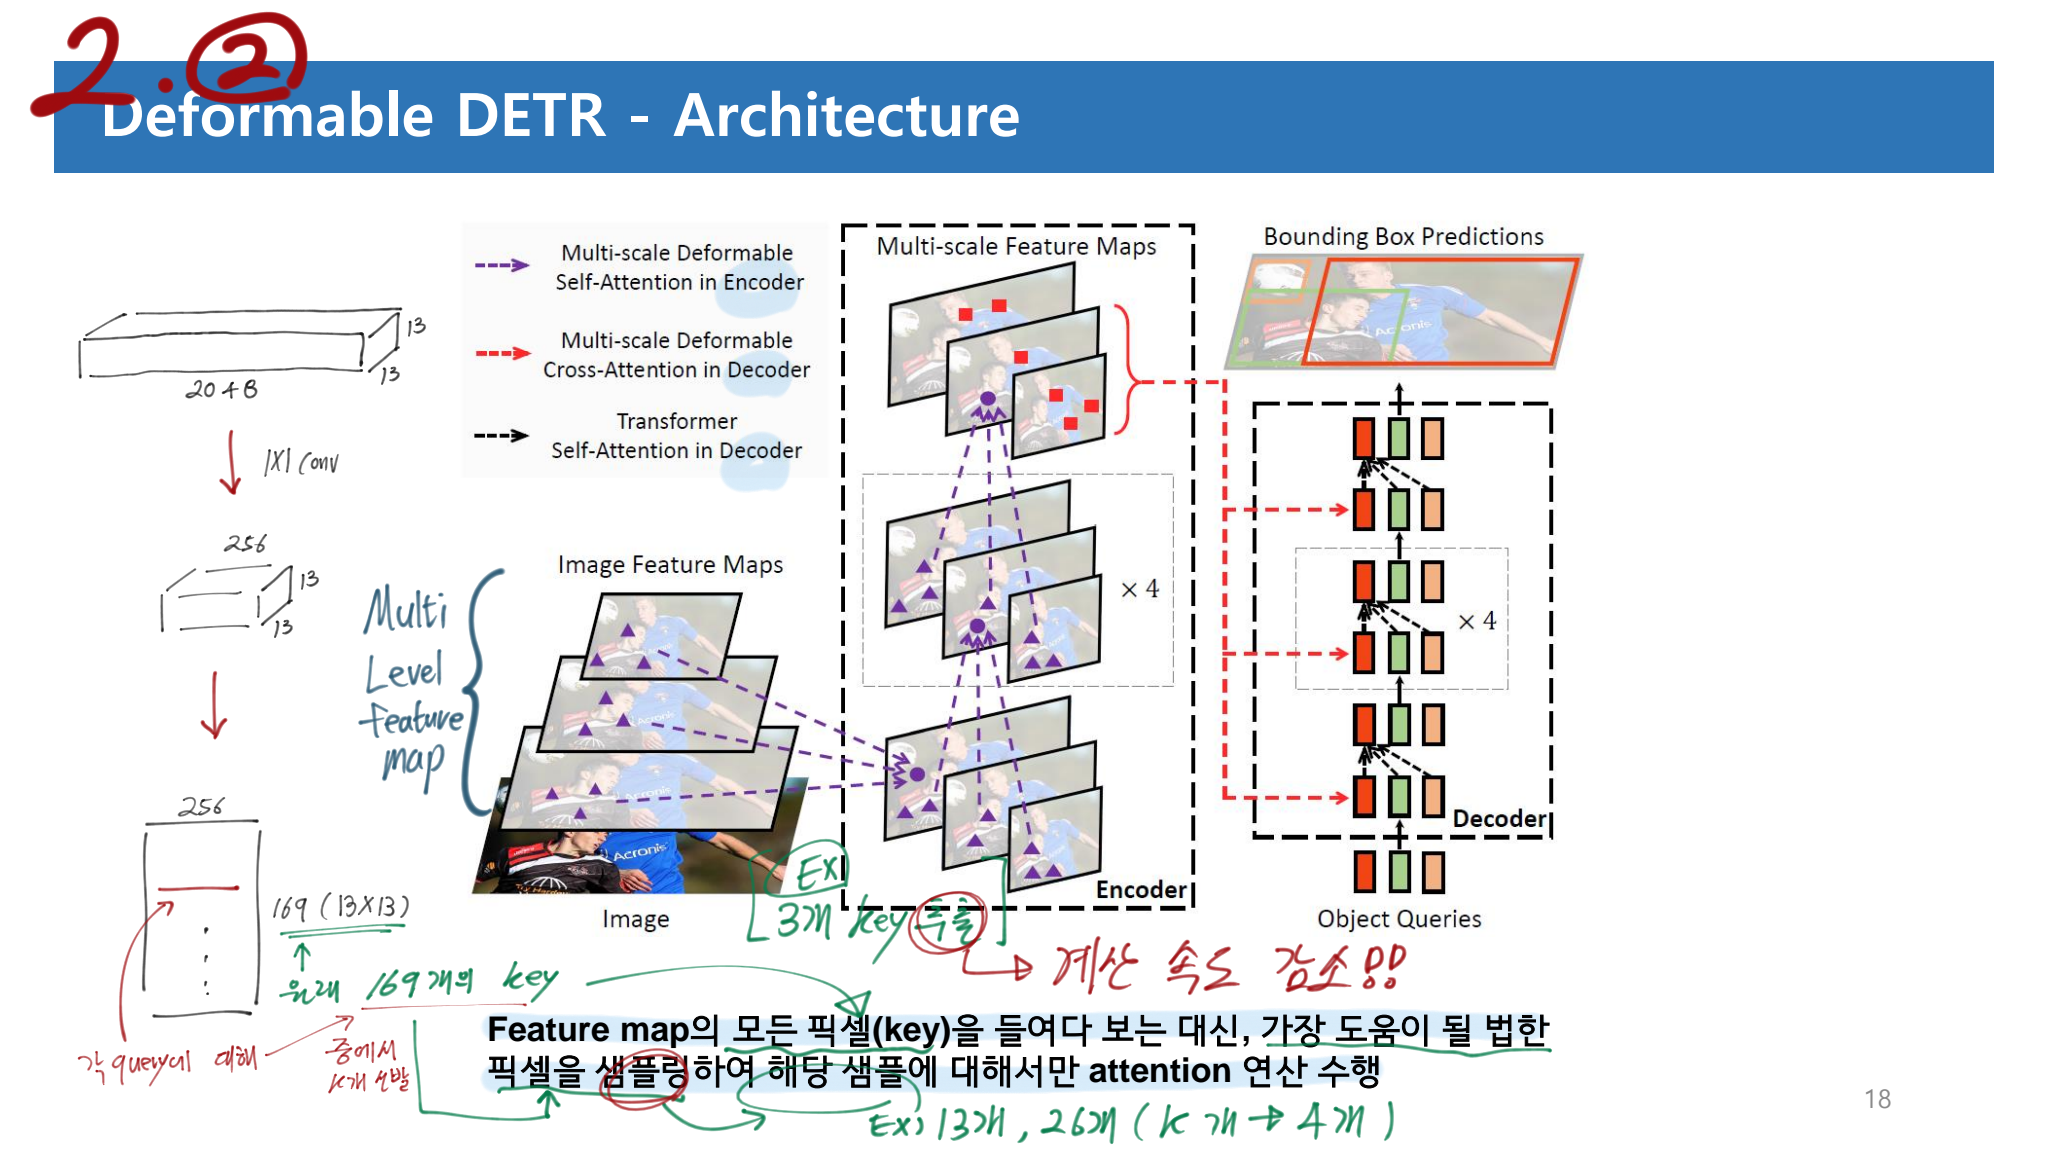 2.②
Deformable DETR - Architecture
Multi-scale Deformable
Self-Attention in Encoder
Multi-scale Deformable
Cross-Attention in Decoder
Transformer
Self-Attention in Decoder
Multi-scale Feature Maps
Bounding Box Predictions
13
13
2048
1X1 Conv
256
13
13
Image Feature Maps
Multi
Level
feature
map
× 4
× 4
Acronis
Decoder
Encoder
256
169 (13X13)
Image
Object Queries
Ex
3개 key 추출
계산 속도 감소
원래 169개의 key
각 query에 대해
중에서
K개 선발
Feature map의 모든 픽셀(key)을 들여다 보는 대신, 가장 도움이 될 법한
픽셀을 샘플링하여 해당 샘플에 대해서만 attention 연산 수행
Ex) 13개, 26개 (K개 → 4개)
18